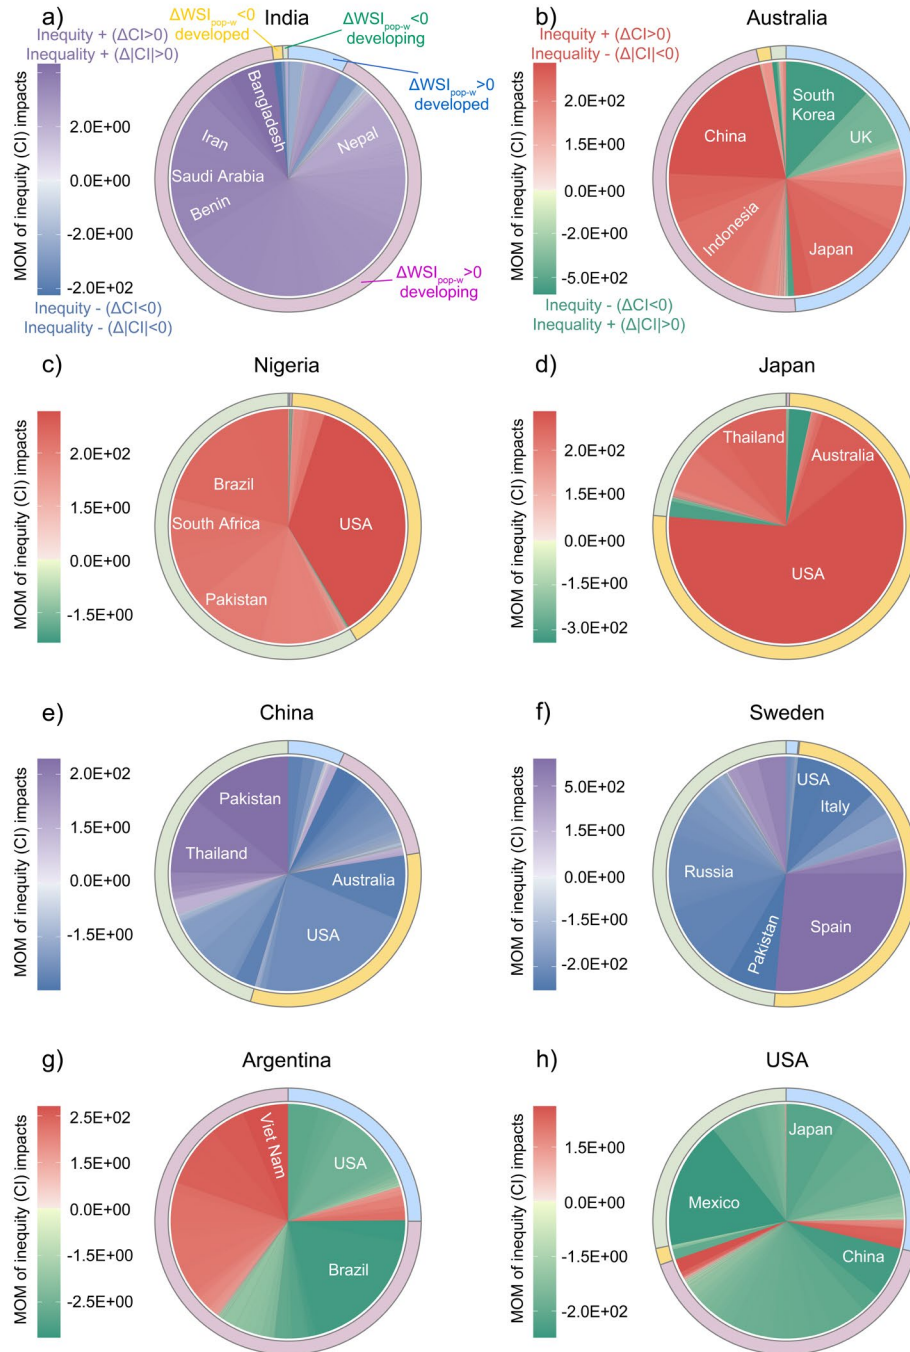 a)
India
ΔWSIpop-w<0
developed
ΔWSIpop-w<0
developing
ΔWSIpop-w>0
developed
ΔWSIpop-w>0
developing
Inequity + (ΔCI>0)
Inequality + (Δ|CI|>0)
MOM of inequity (CI) impacts
2.0E+00
0.0E+00
-2.0E+00
-2.0E+02
Inequity - (ΔCI<0)
Inequality - (Δ|CI|<0)
Bangladesh
Nepal
Iran
Saudi Arabia
Benin
b)
Australia
Inequity + (ΔCI>0)
Inequality - (Δ|CI|<0)
MOM of inequity (CI) impacts
2.0E+02
2.0E+00
0.0E+00
-2.0E+00
-5.0E+02
Inequity - (ΔCI<0)
Inequality + (Δ|CI|>0)
South
Korea
UK
China
Indonesia
Japan
c)
Nigeria
MOM of inequity (CI) impacts
2.0E+02
1.5E+00
0.0E+00
-1.5E+00
Brazil
South Africa
USA
Pakistan
d)
Japan
MOM of inequity (CI) impacts
2.0E+02
1.5E+00
0.0E+00
-1.5E+00
-3.0E+02
Thailand
Australia
USA
e)
China
MOM of inequity (CI) impacts
2.0E+02
1.5E+00
0.0E+00
-1.5E+00
Pakistan
Thailand
Australia
USA
f)
Sweden
MOM of inequity (CI) impacts
5.0E+02
1.5E+00
0.0E+00
-1.5E+00
-2.0E+02
USA
Italy
Russia
Spain
Pakistan
g)
Argentina
MOM of inequity (CI) impacts
2.5E+02
1.5E+00
0.0E+00
-1.5E+00
-2.5E+02
Viet Nam
USA
Brazil
h)
USA
MOM of inequity (CI) impacts
1.5E+00
0.0E+00
-1.5E+00
-2.0E+02
Japan
Mexico
China